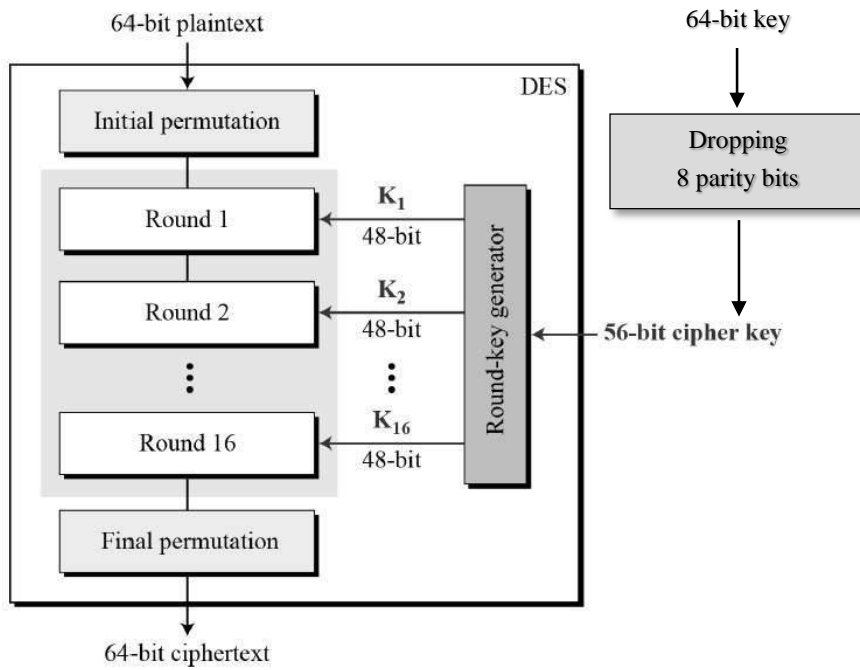 64-bit plaintext
64-bit key
DES
Initial permutation
Dropping
8 parity bits
Round 1
K₁
48-bit
Round 2
K₂
48-bit
Round-key generator
56-bit cipher key
Round 16
K₁₆
48-bit
Final permutation
64-bit ciphertext